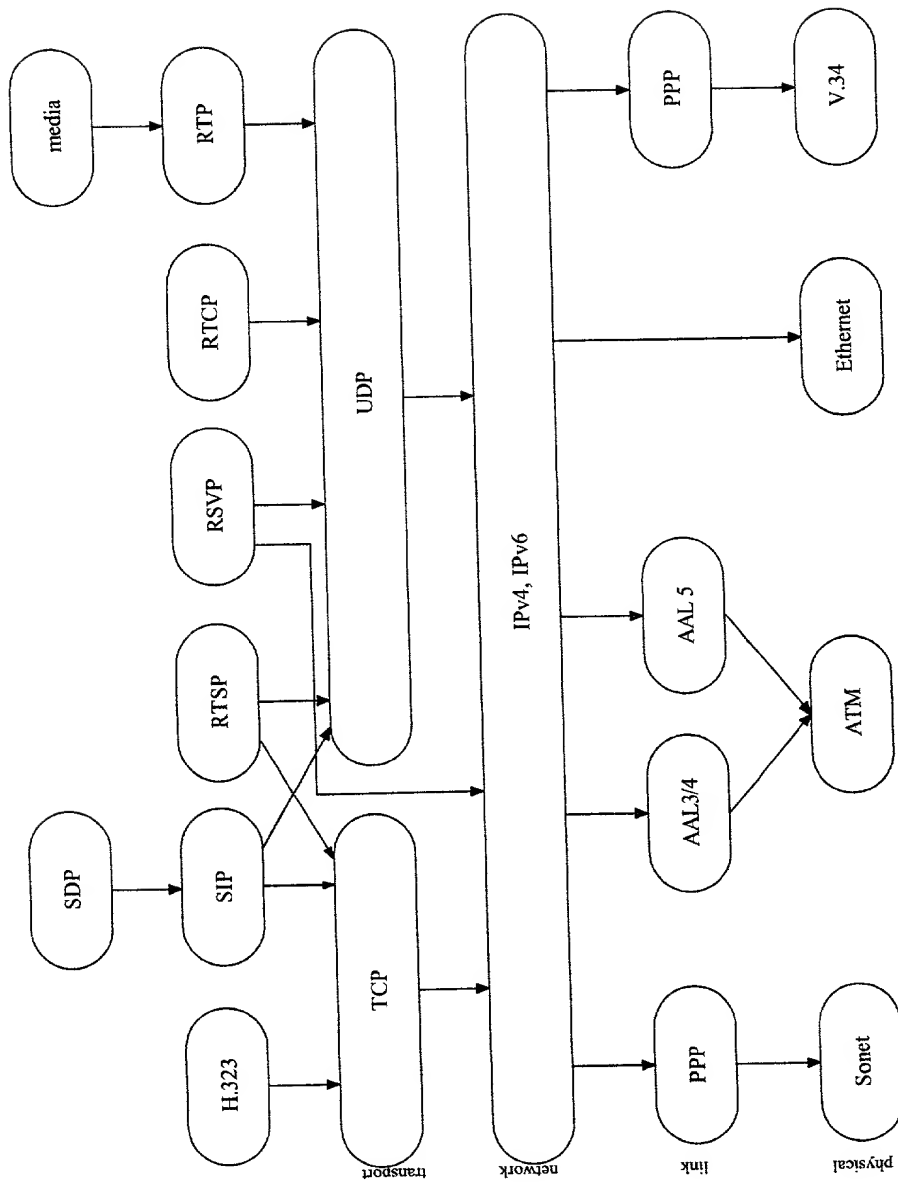 SDP
media
H.323
SIP
RTSP
RSVP
RTCP
RTP
transport
TCP
UDP
network
IPv4, IPv6
link
PPP
AAL3/4
AAL 5
PPP
physical
Sonet
ATM
Ethernet
V.34